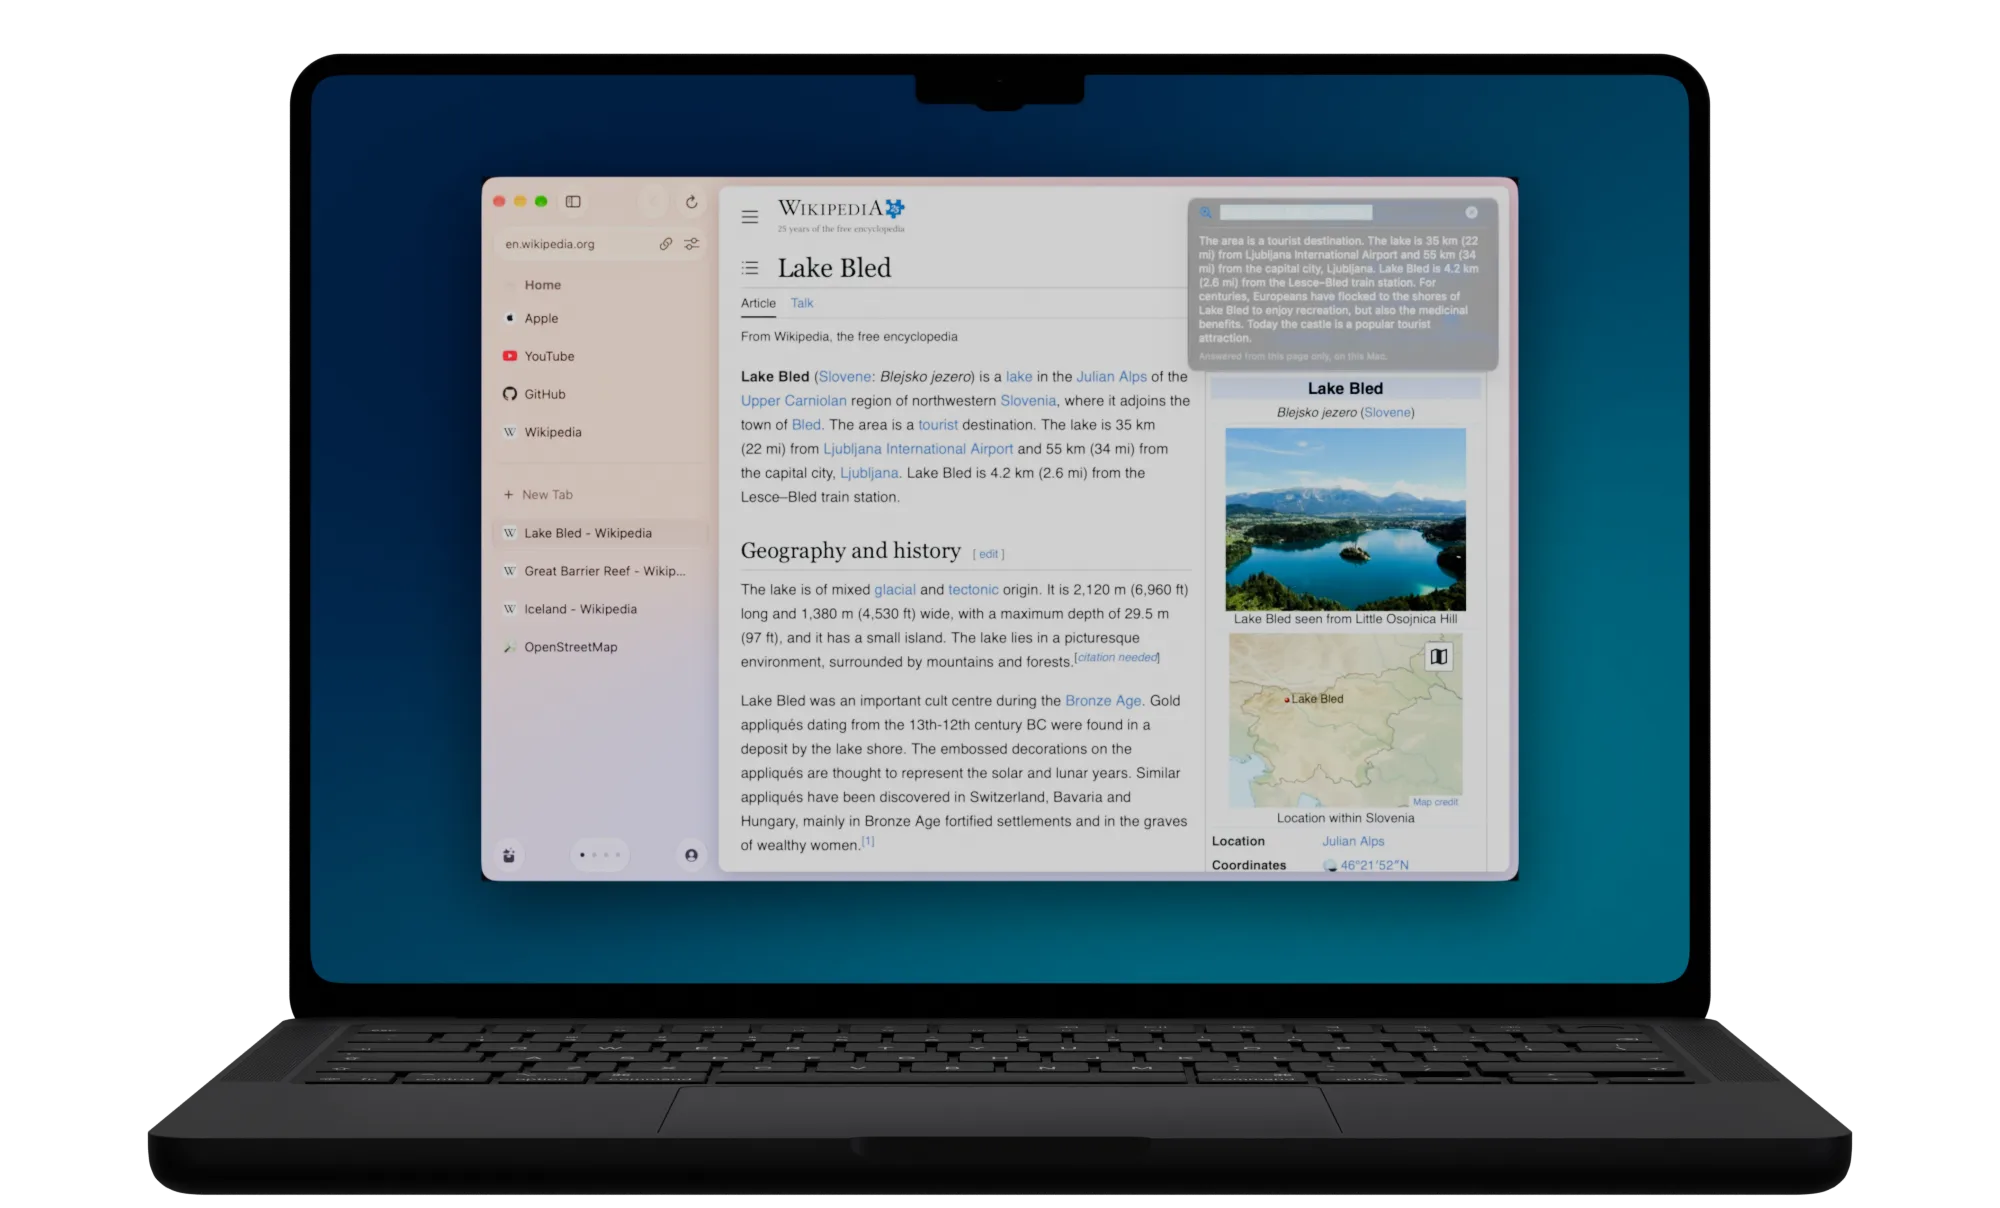 en.wikipedia.org
Home
Apple
YouTube
GitHub
Wikipedia
New Tab
Lake Bled - Wikipedia
Great Barrier Reef - Wikip...
Iceland - Wikipedia
OpenStreetMap
WIKIPEDIA
25 years of the free encyclopedia
Lake Bled
Article Talk
From Wikipedia, the free encyclopedia
Lake Bled (Slovene: Blejsko jezero) is a lake in the Julian Alps of the
Upper Carniolan region of northwestern Slovenia, where it adjoins the
town of Bled. The area is a tourist destination. The lake is 35 km
(22 mi) from Ljubljana International Airport and 55 km (34 mi) from
the capital city, Ljubljana. Lake Bled is 4.2 km (2.6 mi) from the
Lesce–Bled train station.
Geography and history [ edit ]
The lake is of mixed glacial and tectonic origin. It is 2,120 m (6,960 ft)
long and 1,380 m (4,530 ft) wide, with a maximum depth of 29.5 m
(97 ft), and it has a small island. The lake lies in a picturesque
environment, surrounded by mountains and forests.[citation needed]
Lake Bled was an important cult centre during the Bronze Age. Gold
appliqués dating from the 13th-12th century BC were found in a
deposit by the lake shore. The embossed decorations on the
appliqués are thought to represent the solar and lunar years. Similar
appliqués have been discovered in Switzerland, Bavaria and
Hungary, mainly in Bronze Age fortified settlements and in the graves
of wealthy women.[1]
The area is a tourist destination. The lake is 35 km (22
mi) from Ljubljana International Airport and 55 km (34
mi) from the capital city, Ljubljana. Lake Bled is 4.2 km
(2.6 mi) from the Lesce–Bled train station. For
centuries, Europeans have flocked to the shores of
Lake Bled to enjoy recreation, but also the medicinal
benefits. Today the castle is a popular tourist
attraction.
Answered from this page only, on this Mac.
Lake Bled
Blejsko jezero (Slovene)
Lake Bled seen from Little Osojnica Hill
Lake Bled
Map credit
Location within Slovenia
Location Julian Alps
Coordinates 46°21′52″N